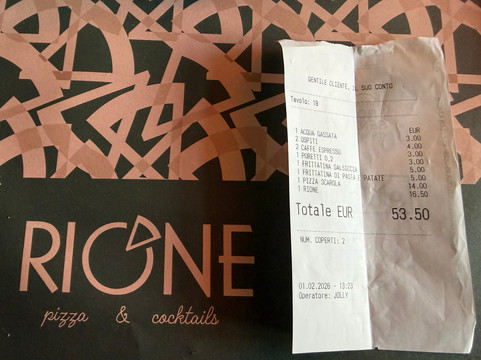 GENTILE CLIENTE, IL SUO CONTO
Tavolo: 18
EUR
1 ACQUA GASSATA 3.00
2 OSPITI 4.00
2 CAFFE ESPRESSO 3.00
1 PORETTI 0,2 3.00
1 FRITTATINA SALSICCIA 5.00
1 FRITTATINA DI PASTA E PATATE 5.00
1 PIZZA SCAROLA 14.00
1 RIONE 16.50
Totale EUR 53.50
NUM. COPERTI: 2
01.02.2026 - 13:23
Operatore: JOLLY
RIONE
pizza & cocktails